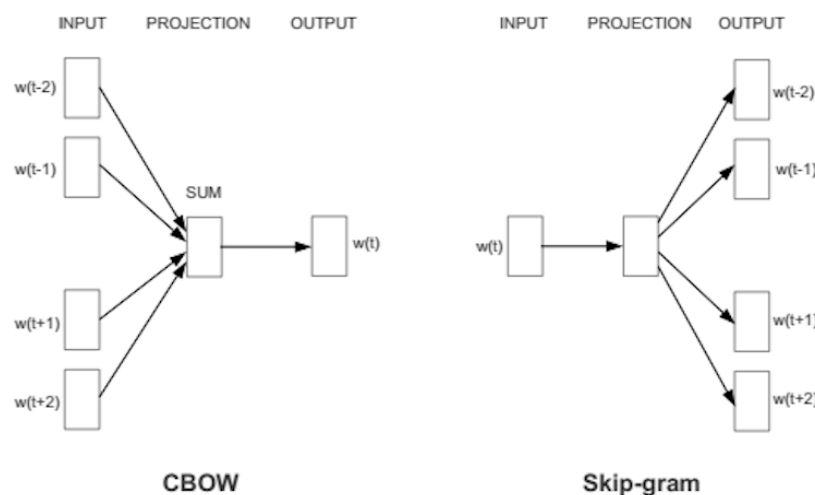 INPUT PROJECTION OUTPUT
w(t-2)
w(t-1)
SUM
w(t)
w(t+1)
w(t+2)
CBOW
INPUT PROJECTION OUTPUT
w(t-2)
w(t-1)
w(t)
w(t+1)
w(t+2)
Skip-gram